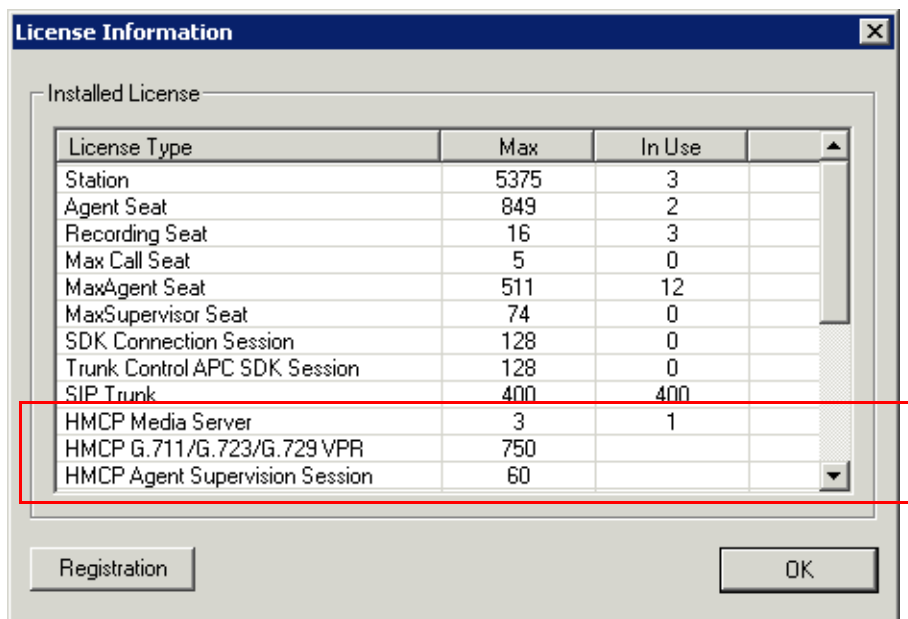 License Information
Installed License
License Type Max In Use
Station 5375 3
Agent Seat 849 2
Recording Seat 16 3
Max Call Seat 5 0
MaxAgent Seat 511 12
MaxSupervisor Seat 74 0
SDK Connection Session 128 0
Trunk Control APC SDK Session 128 0
SIP Trunk 400 400
HMCP Media Server 3 1
HMCP G.711/G.723/G.729 VPR 750
HMCP Agent Supervision Session 60
Registration OK